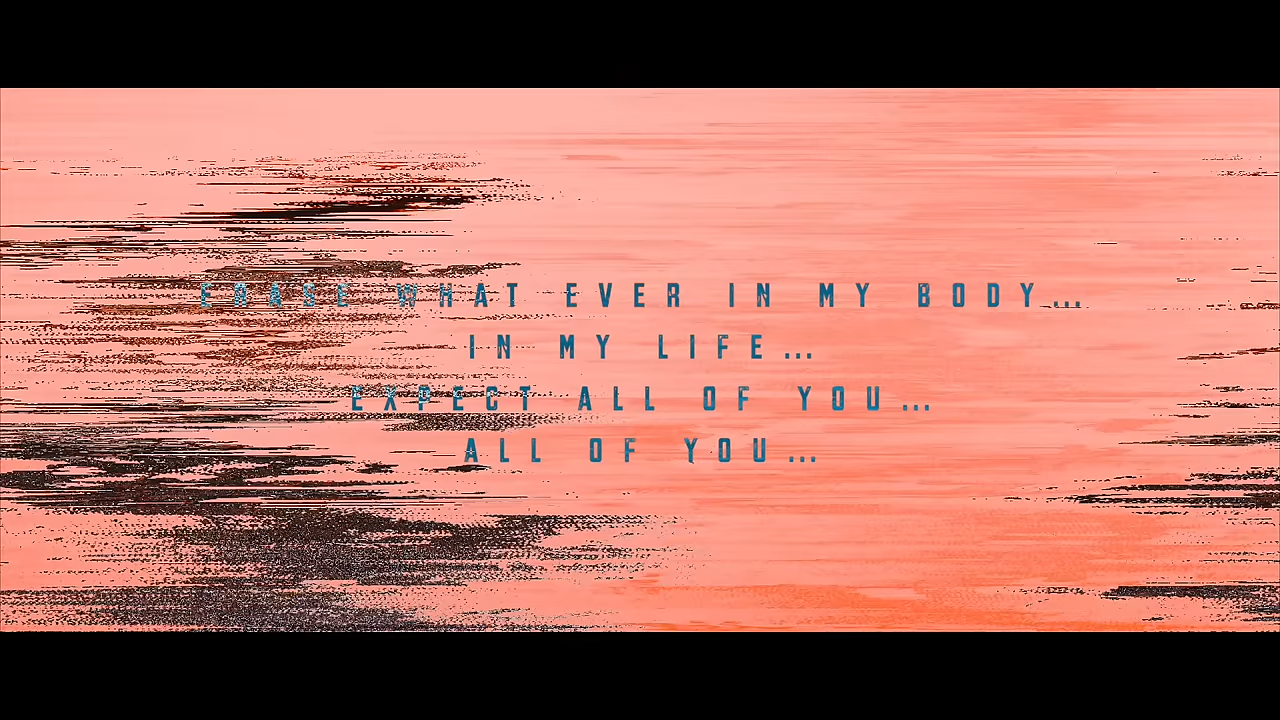 ERASE WHAT EVER IN MY BODY...
IN MY LIFE...
EXPECT ALL OF YOU...
ALL OF YOU...